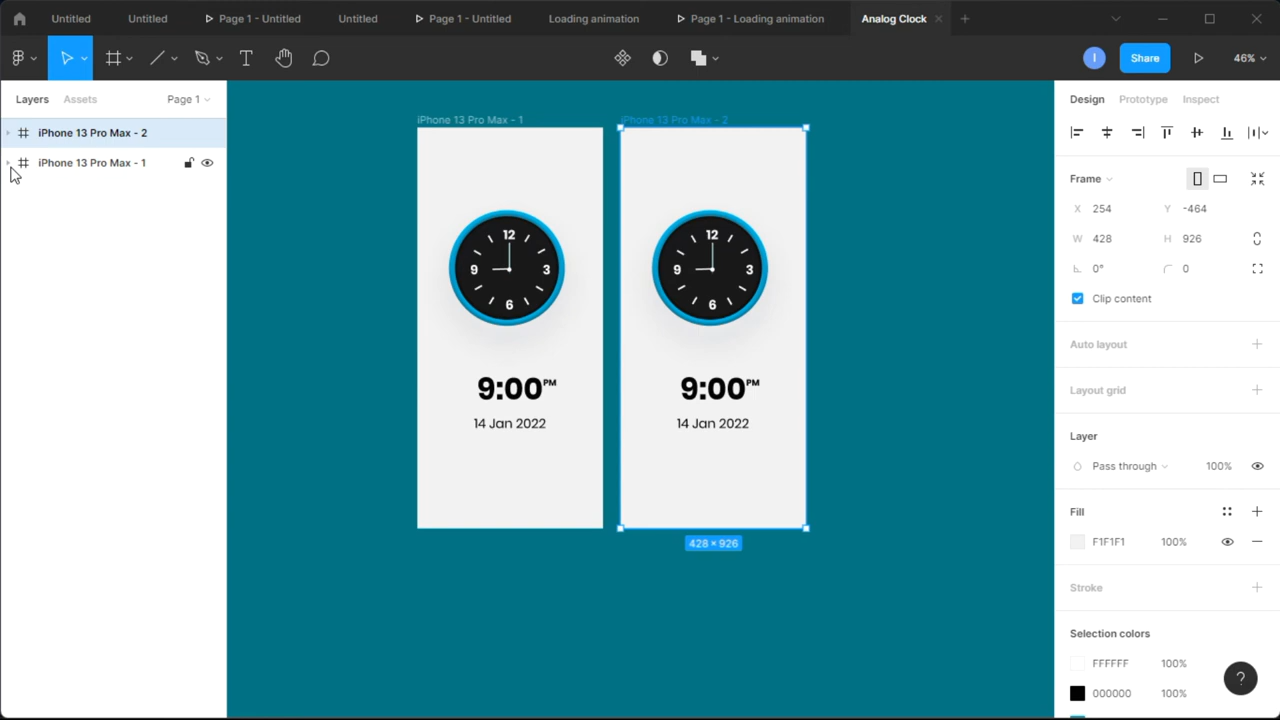 Untitled Untitled Page 1 - Untitled Untitled Page 1 - Untitled Loading animation Page 1 - Loading animation Analog Clock
I Share 46%
Layers Assets Page 1
iPhone 13 Pro Max - 2
iPhone 13 Pro Max - 1
iPhone 13 Pro Max - 1
12
9 3
6
9:00 PM
14 Jan 2022
iPhone 13 Pro Max - 2
12
9 3
6
9:00 PM
14 Jan 2022
428 × 926
Design Prototype Inspect
Frame
X 254 Y -464
W 428 H 926
0° 0
Clip content
Auto layout
Layout grid
Layer
Pass through 100%
Fill
F1F1F1 100%
Stroke
Selection colors
FFFFFF 100%
000000 100%
?